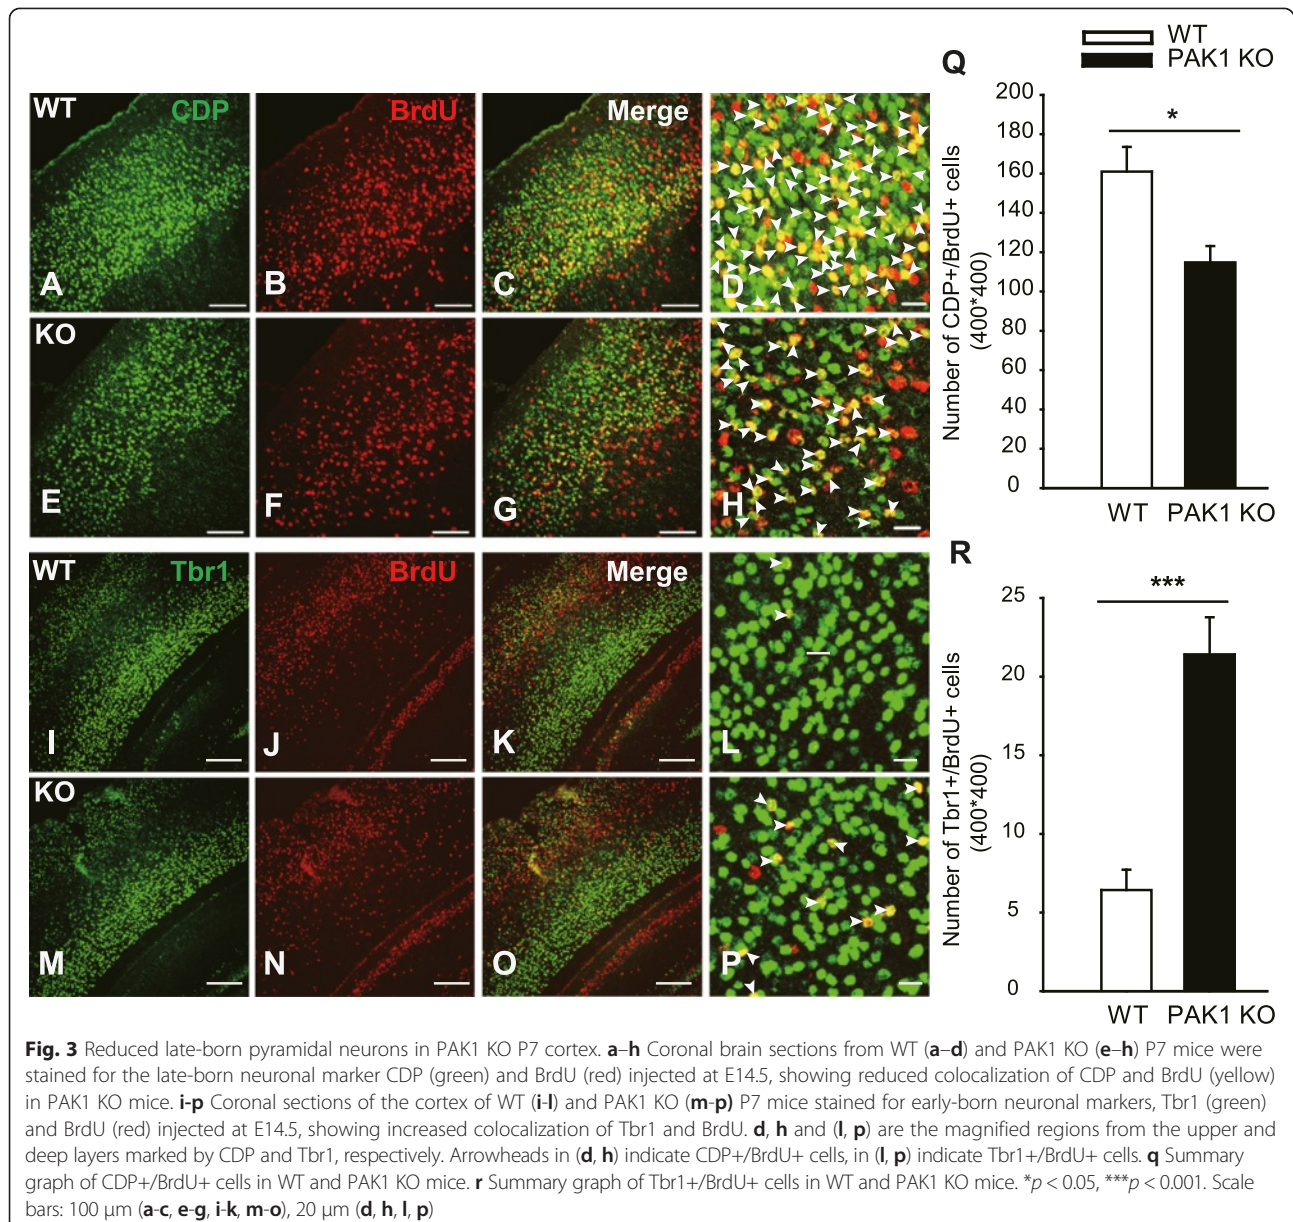 WT
PAK1 KO
Q
WT CDP BrdU Merge
A B C D
KO
E F G H
Number of CDP+/BrdU+ cells
(400*400)
200
180
160
140
120
100
80
60
40
20
0
*
WT PAK1 KO
R
WT Tbr1 BrdU Merge
I J K L
KO
M N O P
Number of Tbr1+/BrdU+ cells
(400*400)
25
20
15
10
5
0
***
WT PAK1 KO
Fig. 3 Reduced late-born pyramidal neurons in PAK1 KO P7 cortex. a–h Coronal brain sections from WT (a–d) and PAK1 KO (e–h) P7 mice were
stained for the late-born neuronal marker CDP (green) and BrdU (red) injected at E14.5, showing reduced colocalization of CDP and BrdU (yellow)
in PAK1 KO mice. i-p Coronal sections of the cortex of WT (i-l) and PAK1 KO (m-p) P7 mice stained for early-born neuronal markers, Tbr1 (green)
and BrdU (red) injected at E14.5, showing increased colocalization of Tbr1 and BrdU. d, h and (l, p) are the magnified regions from the upper and
deep layers marked by CDP and Tbr1, respectively. Arrowheads in (d, h) indicate CDP+/BrdU+ cells, in (l, p) indicate Tbr1+/BrdU+ cells. q Summary
graph of CDP+/BrdU+ cells in WT and PAK1 KO mice. r Summary graph of Tbr1+/BrdU+ cells in WT and PAK1 KO mice. *p < 0.05, ***p < 0.001. Scale
bars: 100 μm (a-c, e-g, i-k, m-o), 20 μm (d, h, l, p)